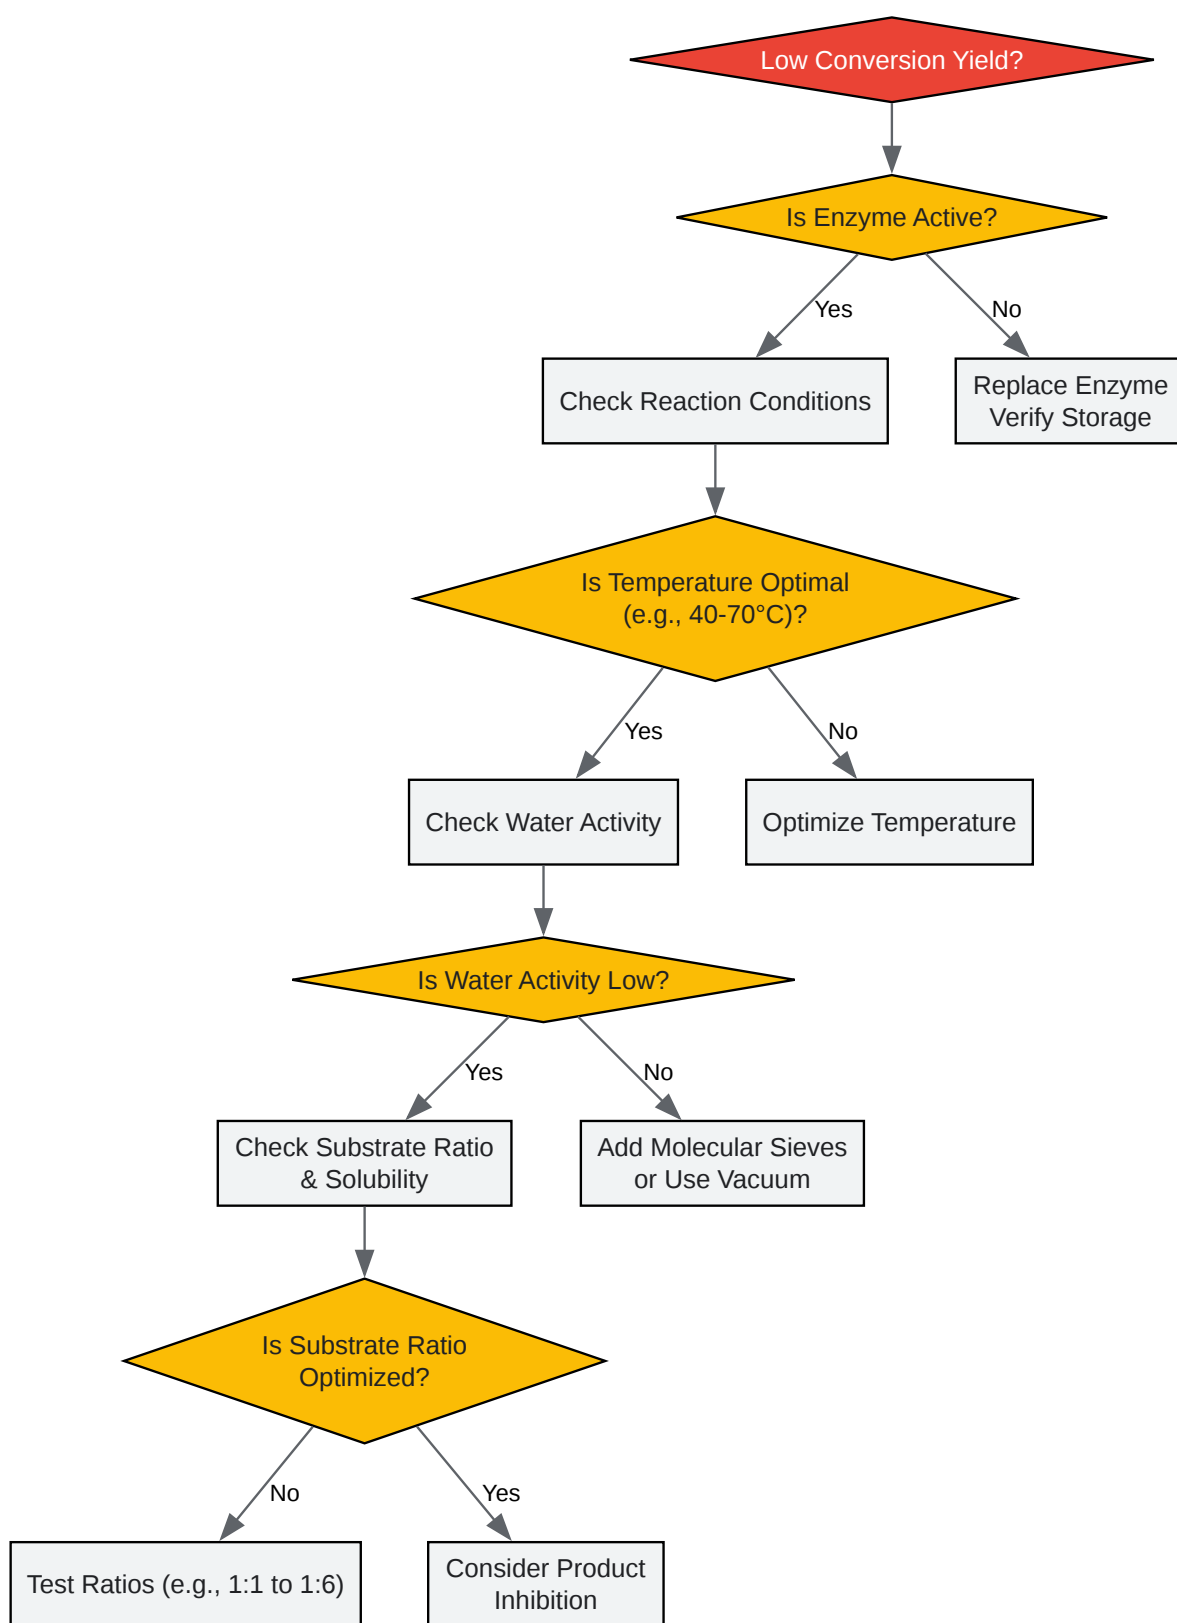 Low Conversion Yield?
Is Enzyme Active?
Yes
No
Check Reaction Conditions
Replace Enzyme
Verify Storage
Is Temperature Optimal
(e.g., 40-70°C)?
Yes
No
Check Water Activity
Optimize Temperature
Is Water Activity Low?
Yes
No
Check Substrate Ratio
& Solubility
Add Molecular Sieves
or Use Vacuum
Is Substrate Ratio
Optimized?
No
Yes
Test Ratios (e.g., 1:1 to 1:6)
Consider Product
Inhibition